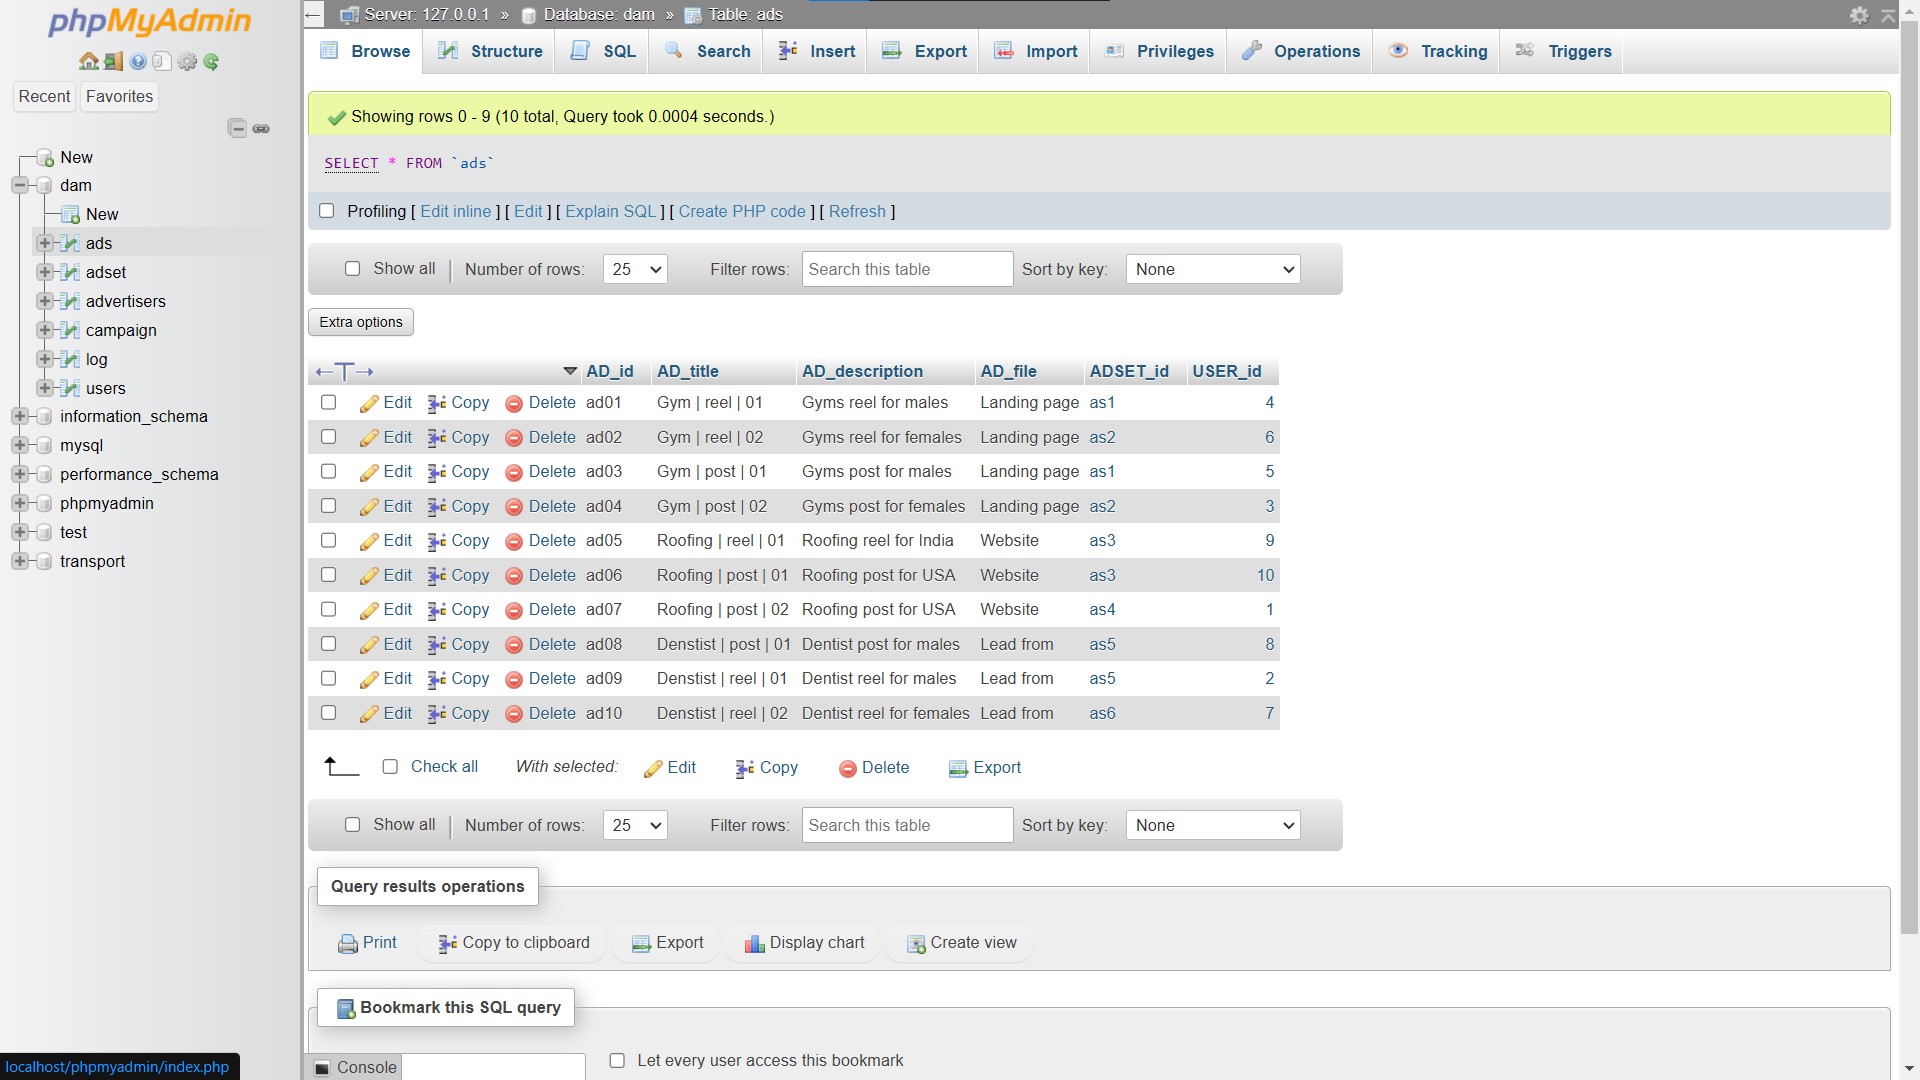 phpMyAdmin
Recent Favorites
New
dam
New
ads
adset
advertisers
campaign
log
users
information_schema
mysql
performance_schema
phpmyadmin
test
transport
localhost/phpmyadmin/index.php
Server: 127.0.0.1 » Database: dam » Table: ads
Browse Structure SQL Search Insert Export Import Privileges Operations Tracking Triggers
Showing rows 0 - 9 (10 total, Query took 0.0004 seconds.)
SELECT * FROM `ads`
Profiling [ Edit inline ] [ Edit ] [ Explain SQL ] [ Create PHP code ] [ Refresh ]
Show all | Number of rows: 25 Filter rows: Search this table Sort by key: None
Extra options
AD_id AD_title AD_description AD_file ADSET_id USER_id
Edit Copy Delete ad01 Gym | reel | 01 Gyms reel for males Landing page as1 4
Edit Copy Delete ad02 Gym | reel | 02 Gyms reel for females Landing page as2 6
Edit Copy Delete ad03 Gym | post | 01 Gyms post for males Landing page as1 5
Edit Copy Delete ad04 Gym | post | 02 Gyms post for females Landing page as2 3
Edit Copy Delete ad05 Roofing | reel | 01 Roofing reel for India Website as3 9
Edit Copy Delete ad06 Roofing | post | 01 Roofing post for USA Website as3 10
Edit Copy Delete ad07 Roofing | post | 02 Roofing post for USA Website as4 1
Edit Copy Delete ad08 Denstist | post | 01 Dentist post for males Lead from as5 8
Edit Copy Delete ad09 Denstist | reel | 01 Dentist reel for males Lead from as5 2
Edit Copy Delete ad10 Denstist | reel | 02 Dentist reel for females Lead from as6 7
Check all With selected: Edit Copy Delete Export
Show all | Number of rows: 25 Filter rows: Search this table Sort by key: None
Query results operations
Print Copy to clipboard Export Display chart Create view
Bookmark this SQL query
Console Let every user access this bookmark